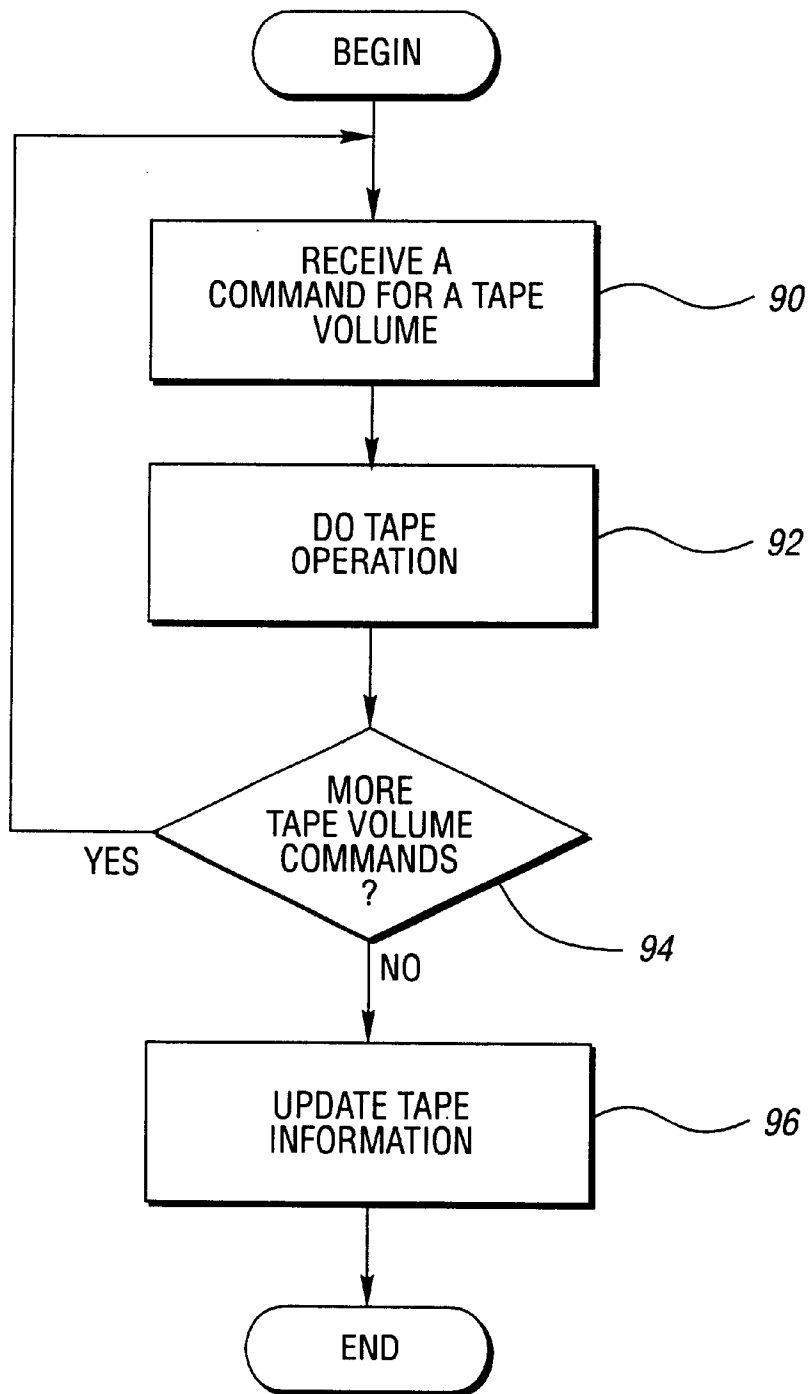 BEGIN
RECEIVE A
COMMAND FOR A TAPE
VOLUME
90
DO TAPE
OPERATION
92
MORE
TAPE VOLUME
COMMANDS
?
YES
94
NO
UPDATE TAPE
INFORMATION
96
END